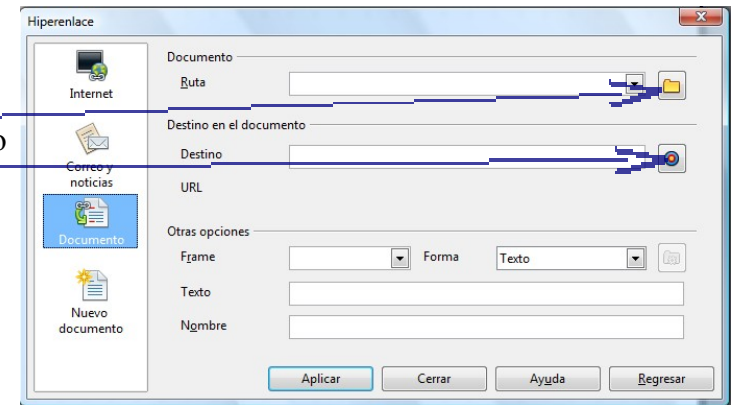 Hiperenlace
Internet
Correo y
noticias
Documento
Nuevo
documento
Documento
Ruta
Destino en el documento
Destino
URL
Otras opciones
Frame
Forma
Texto
Texto
Nombre
Aplicar
Cerrar
Ayuda
Regresar
o